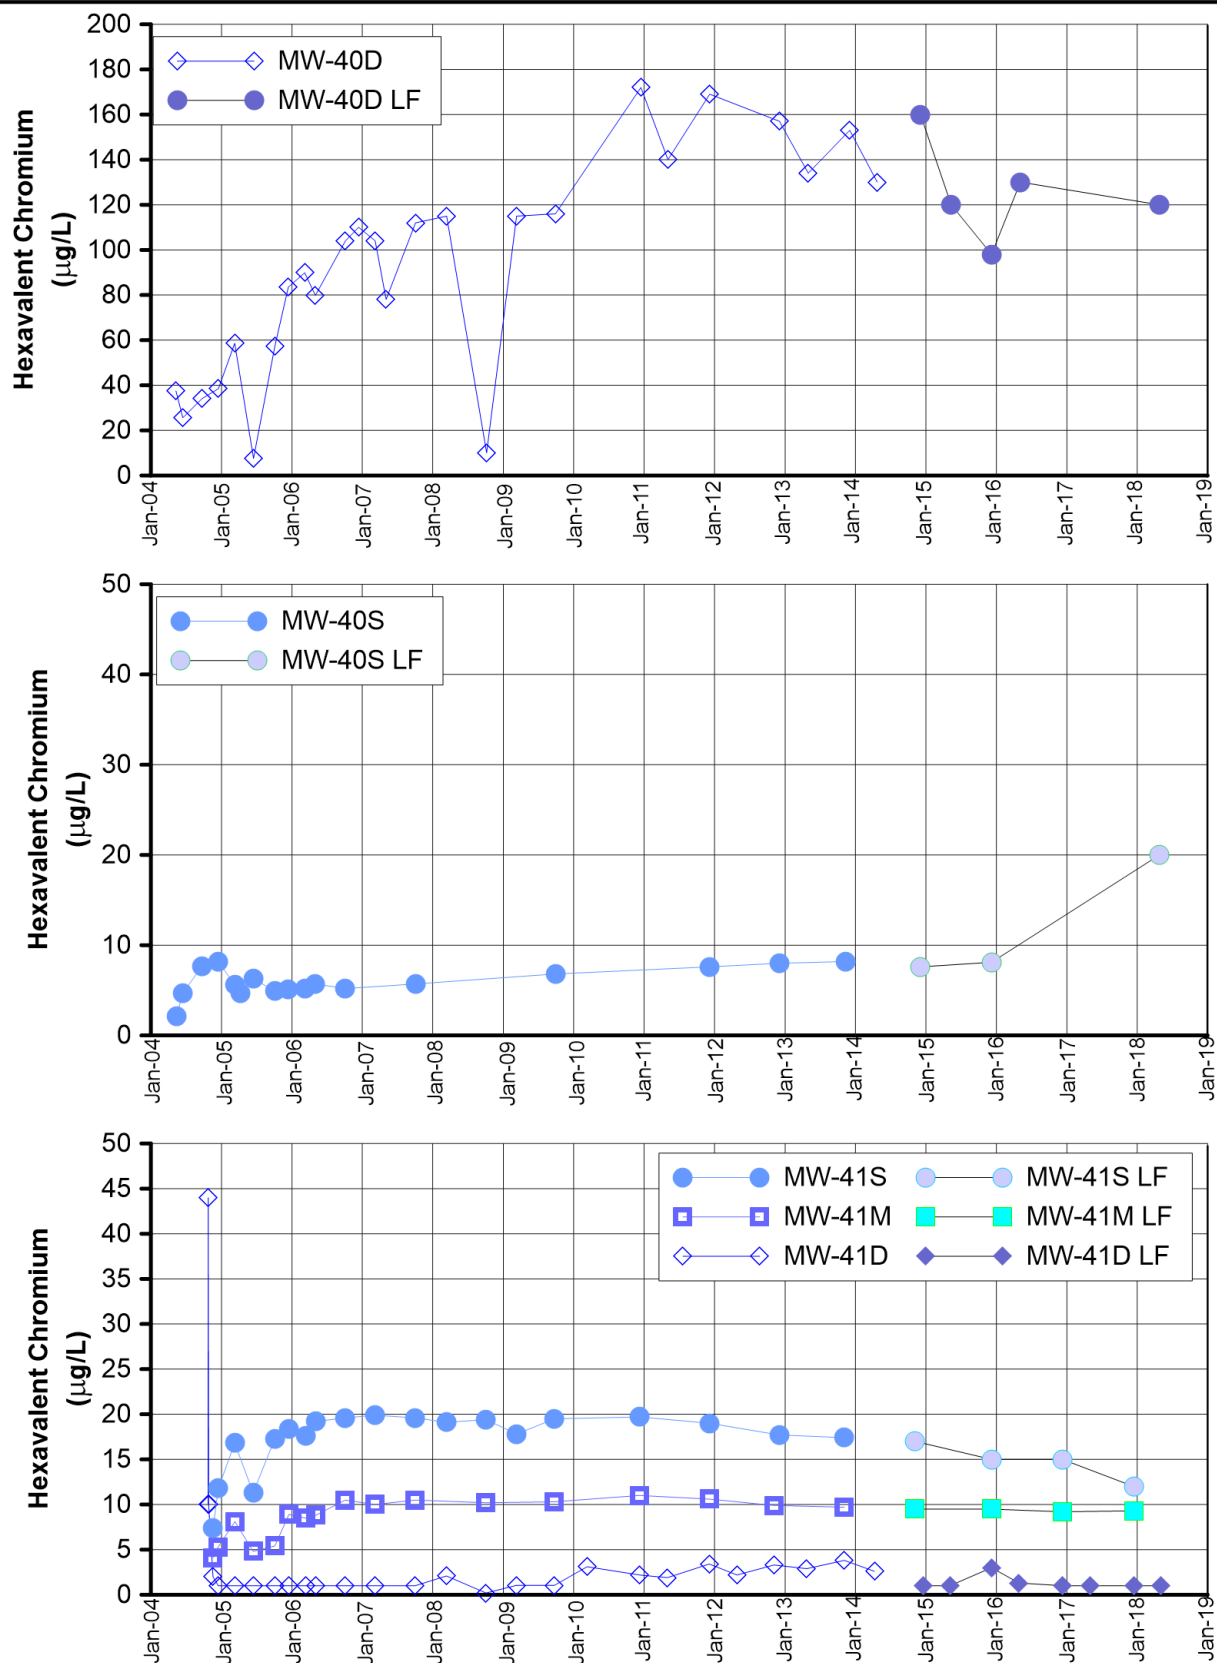 200
180
160
140
120
100
80
60
40
20
0
Hexavalent Chromium
(µg/L)
MW-40D
MW-40D LF
Jan-04
Jan-05
Jan-06
Jan-07
Jan-08
Jan-09
Jan-10
Jan-11
Jan-12
Jan-13
Jan-14
Jan-15
Jan-16
Jan-17
Jan-18
Jan-19
50
40
30
20
10
0
Hexavalent Chromium
(µg/L)
MW-40S
MW-40S LF
Jan-04
Jan-05
Jan-06
Jan-07
Jan-08
Jan-09
Jan-10
Jan-11
Jan-12
Jan-13
Jan-14
Jan-15
Jan-16
Jan-17
Jan-18
Jan-19
50
45
40
35
30
25
20
15
10
5
0
Hexavalent Chromium
(µg/L)
MW-41S
MW-41M
MW-41D
MW-41S LF
MW-41M LF
MW-41D LF
Jan-04
Jan-05
Jan-06
Jan-07
Jan-08
Jan-09
Jan-10
Jan-11
Jan-12
Jan-13
Jan-14
Jan-15
Jan-16
Jan-17
Jan-18
Jan-19